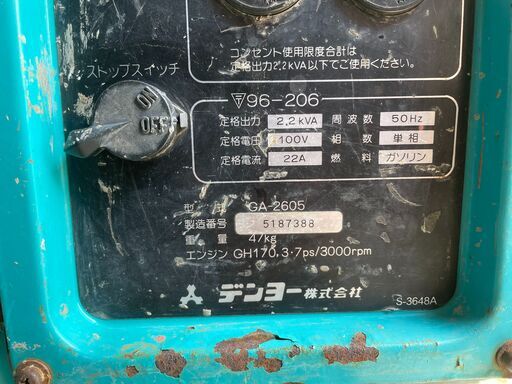 コンセント使用限度合計は
定格出力2.2kVA以下でご使用ください。
ストップスイッチ
ON
OFF
▽96-206
定格出力 2.2kVA 周波数 50Hz
定格電圧 100V 相数 単相
定格電流 22A 燃料 ガソリン
型式 GA-2605
製造番号 5187388
重量 47kg
エンジン GH170 3.7ps/3000rpm
デンヨー株式会社
S-3648A